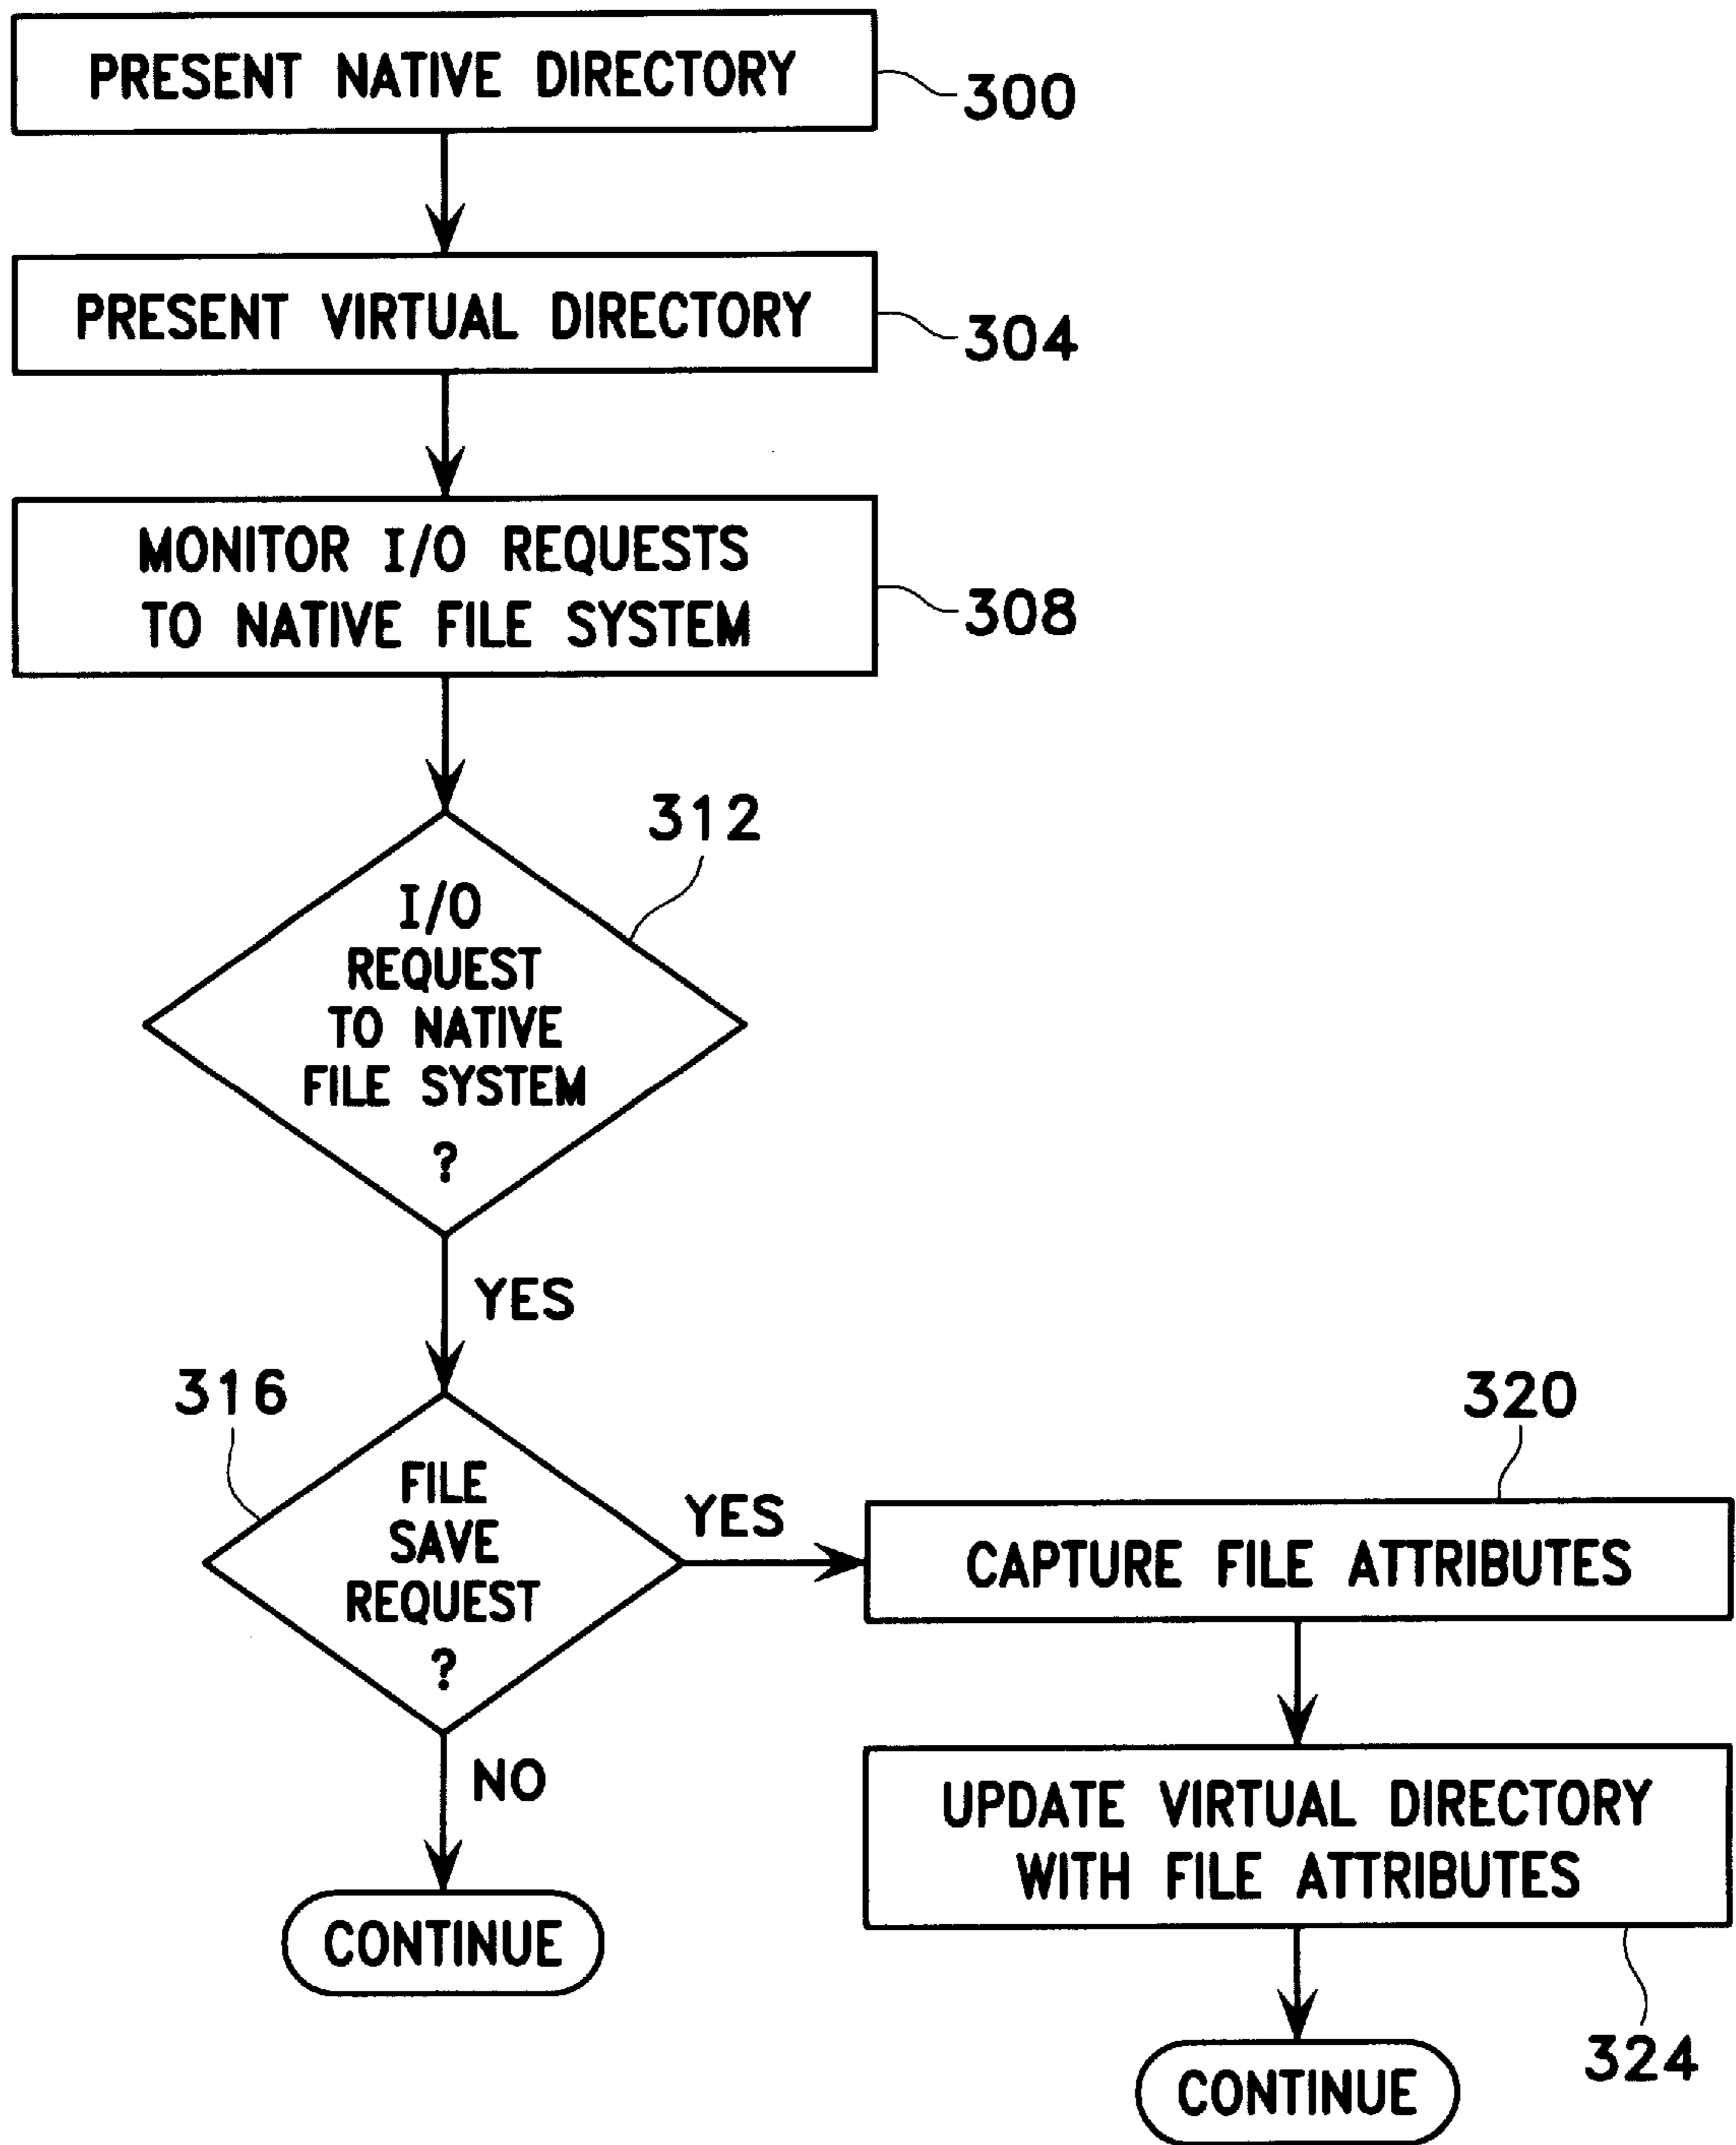 PRESENT NATIVE DIRECTORY
300
PRESENT VIRTUAL DIRECTORY
304
MONITOR I/O REQUESTS
TO NATIVE FILE SYSTEM
308
312
I/O
REQUEST
TO NATIVE
FILE SYSTEM
?
YES
316
FILE
SAVE
REQUEST
?
YES
320
CAPTURE FILE ATTRIBUTES
NO
UPDATE VIRTUAL DIRECTORY
WITH FILE ATTRIBUTES
324
CONTINUE
CONTINUE